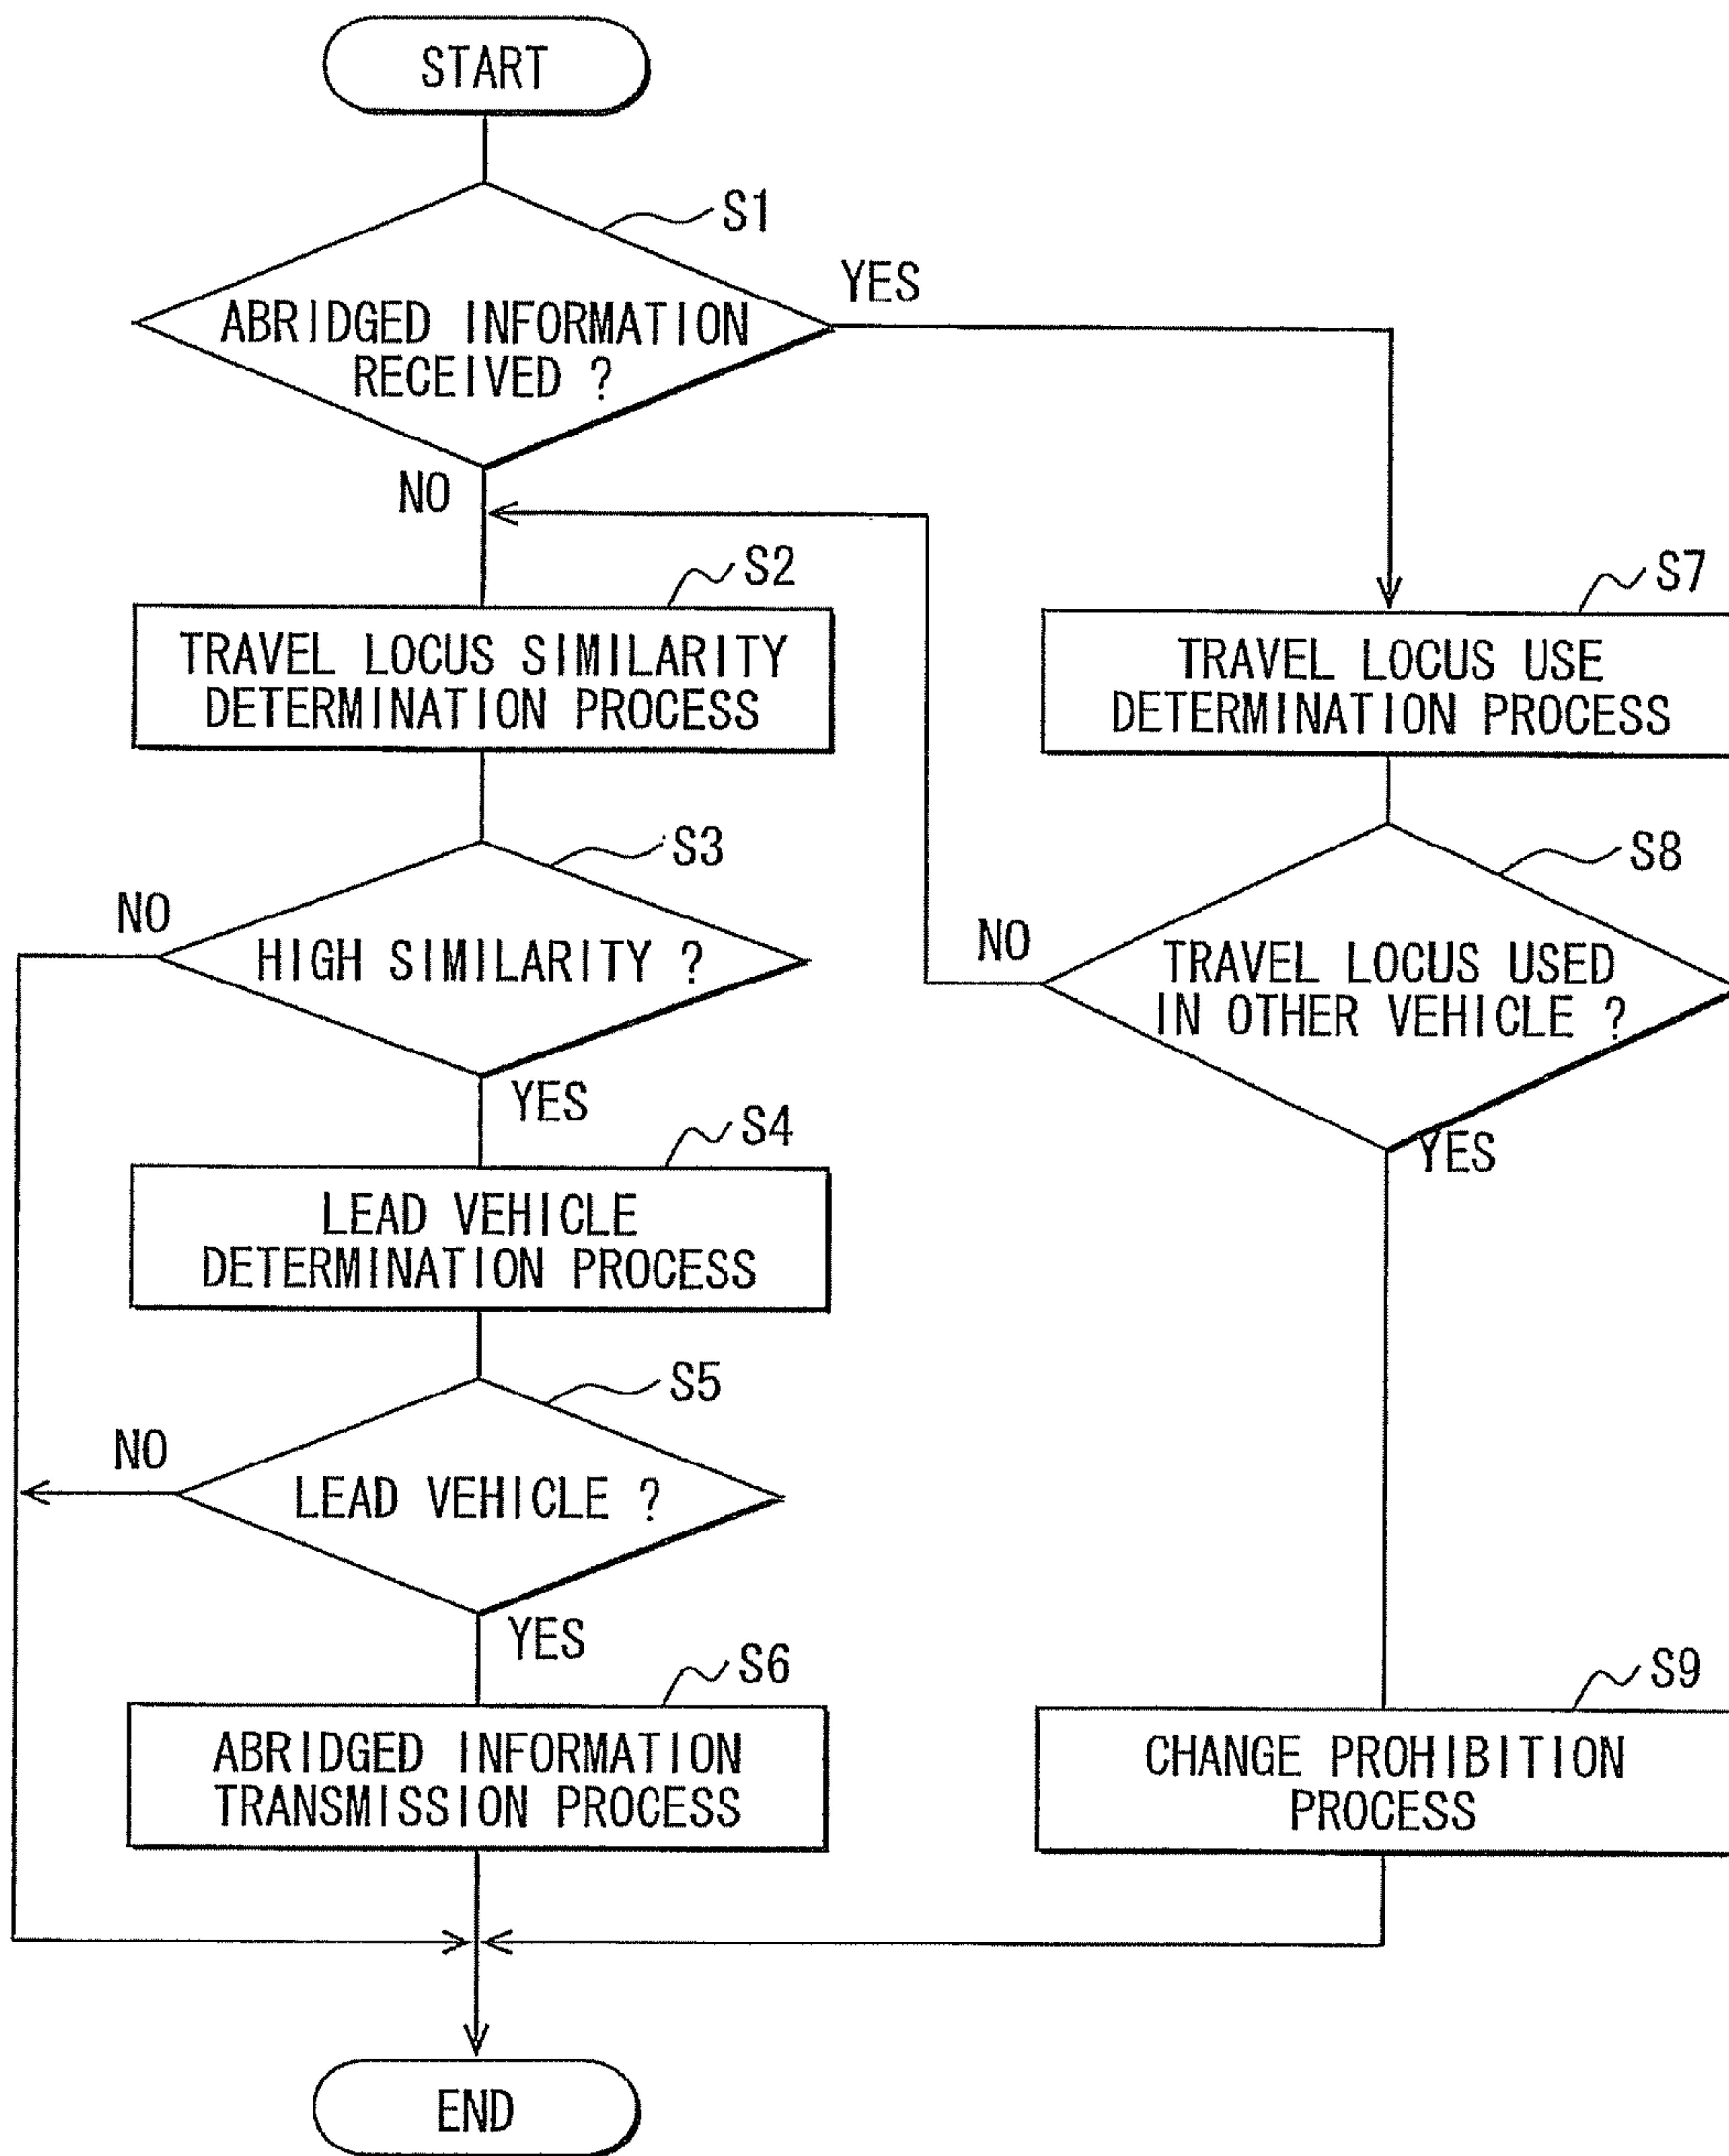 START
S1
YES
ABRIDGED INFORMATION
RECEIVED ?
NO
S2
TRAVEL LOCUS SIMILARITY
DETERMINATION PROCESS
S3
NO
HIGH SIMILARITY ?
YES
S4
LEAD VEHICLE
DETERMINATION PROCESS
S5
NO
LEAD VEHICLE ?
YES
S6
ABRIDGED INFORMATION
TRANSMISSION PROCESS
S7
TRAVEL LOCUS USE
DETERMINATION PROCESS
S8
NO
TRAVEL LOCUS USED
IN OTHER VEHICLE ?
YES
S9
CHANGE PROHIBITION
PROCESS
END